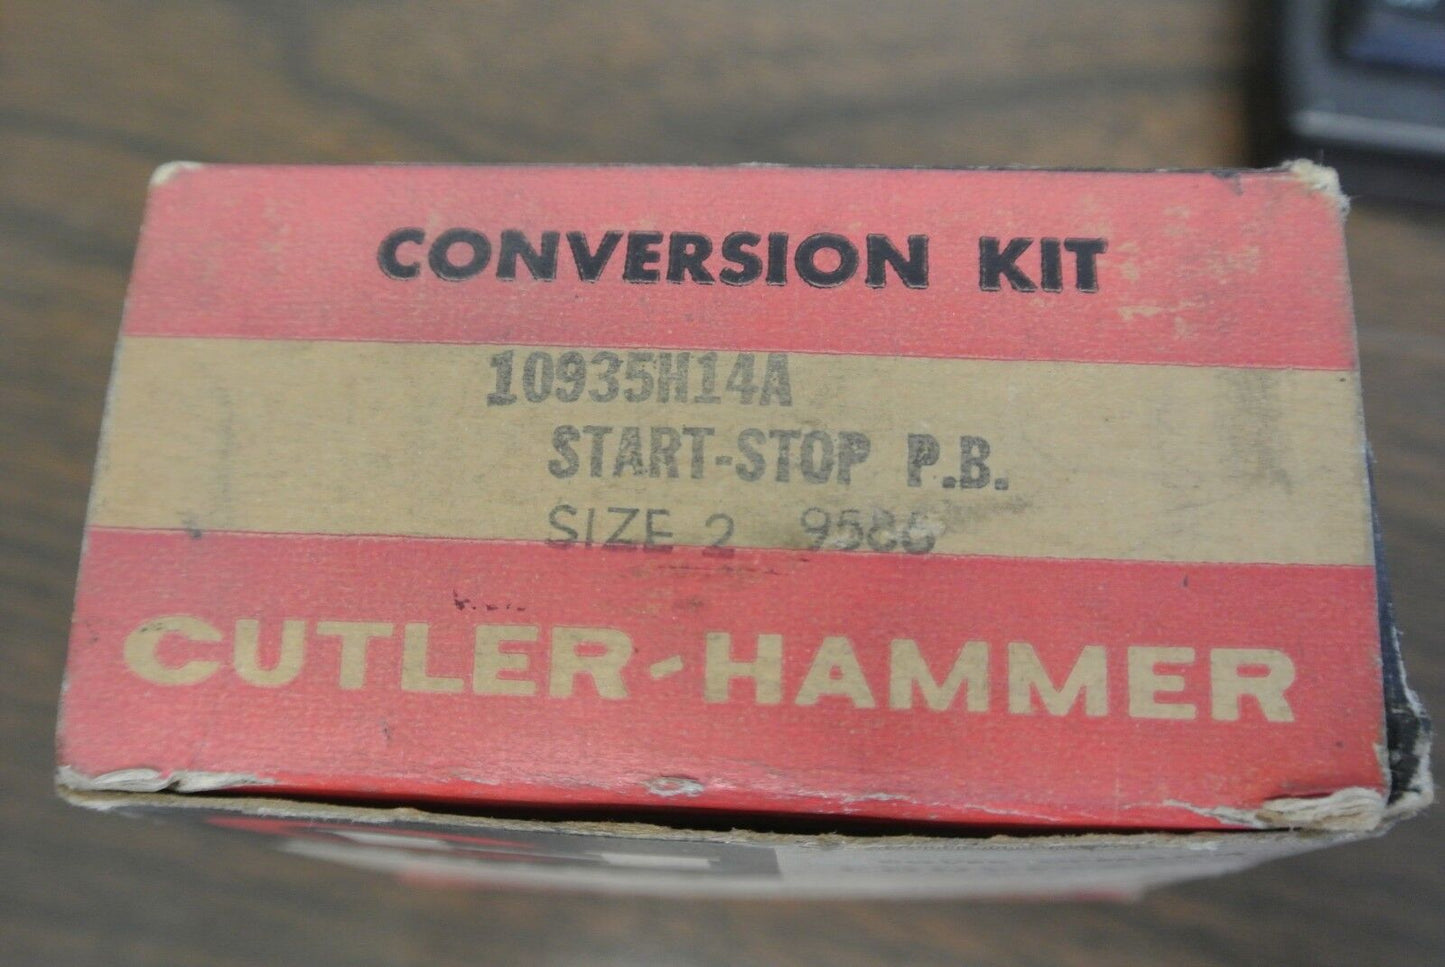 CONVERSION KIT
10935H14A
START-STOP P.B.
SIZE 2 9586
CUTLER-HAMMER